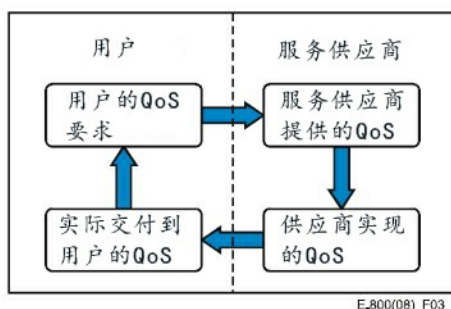 用户
服务供应商
用户的QoS
要求
服务供应商
提供的QoS
实际交付到
用户的QoS
供应商实现
的QoS
E-800(08)_F03